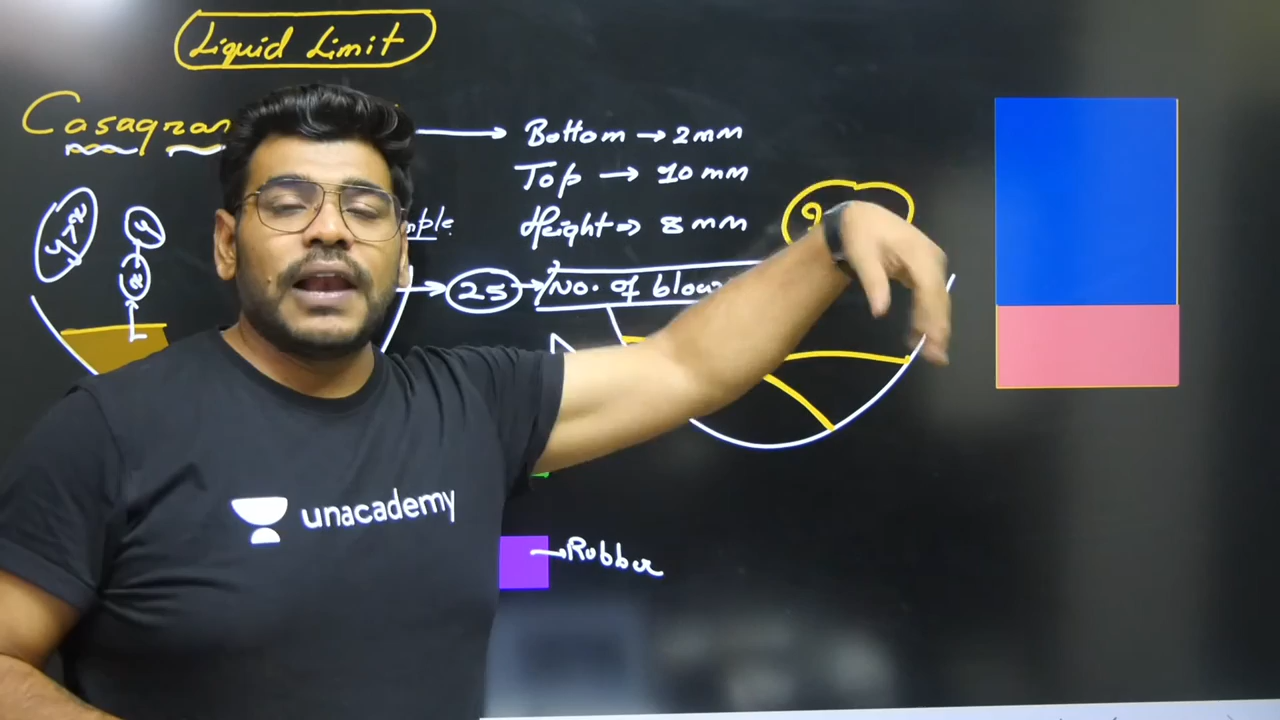 Liquid Limit
Casagran
Bottom → 2mm
Top → 10 mm
Height ⇒ 8 mm
y>x
y
x
25 → No. of blow
Rubber
unacademy